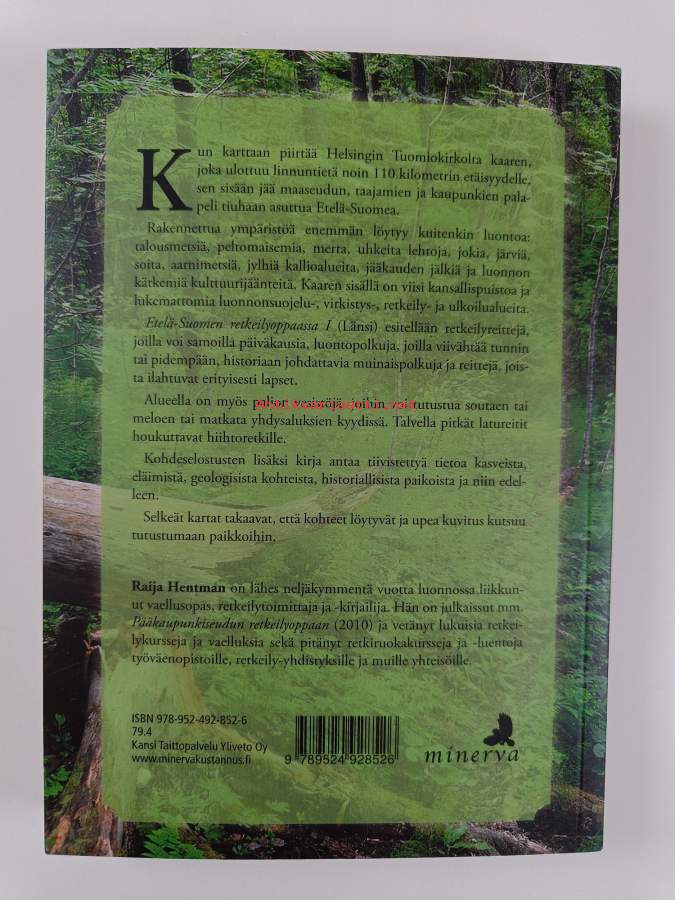 Kun karttaan piirtää Helsingin Tuomiokirkolta kaaren,
joka ulottuu linnuntietä noin 110 kilometrin etäisyydelle,
sen sisään jää maaseudun, taajamien ja kaupunkien pala-
peli tiuhaan asuttua Etelä-Suomea.
Rakennettua ympäristöä enemmän löytyy kuitenkin luontoa:
talousmetsiä, peltomaisemia, merta, uhkeita lehtoja, jokia, järviä,
soita, aarnimetsiä, jylhiä kallioalueita, jääkauden jälkiä ja luonnon
kätkemiä kulttuurijäänteitä. Kaaren sisällä on viisi kansallispuistoa ja
lukemattomia luonnonsuojelu-, virkistys-, retkeily- ja ulkoilualueita.
Etelä-Suomen retkeilyoppaassa I (Länsi) esitellään retkeilyreittejä,
joilla voi samoilla päiväkausia, luontopolkuja, joilla viivähtää tunnin
tai pidempään, historiaan johdattavia muinaispolkuja ja reittejä, jois-
ta ilahtuvat erityisesti lapset.
Alueella on myös paljon vesistöjä, joihin voi tutustua soutaen tai
meloen tai matkata yhdysaluksien kyydissä. Talvella pitkät latureitit
houkuttavat hiihtoretkille.
Kohdeselostusten lisäksi kirja antaa tiivistettyä tietoa kasveista,
eläimistä, geologisista kohteista, historiallisista paikoista ja niin edel-
leen.
Selkeät kartat takaavat, että kohteet löytyvät ja upea kuvitus kutsuu
tutustumaan paikkoihin.
Raija Hentman on lähes neljäkymmentä vuotta luonnossa liikkun-
ut vaellusopas, retkeilytoimittaja ja -kirjailija. Hän on julkaissut mm.
Pääkaupunkiseudun retkeilyoppaan (2010) ja vetänyt lukuisia retkei-
lykursseja ja vaelluksia sekä pitänyt retkiruokakursseja ja -luentoja
työväenopistoille, retkeily-yhdistyksille ja muille yhteisöille.
ISBN 978-952-492-852-6
79.4
Kansi Taittopalvelu Yliveto Oy
www.minervakustannus.fi
9 789524 928526
minerva